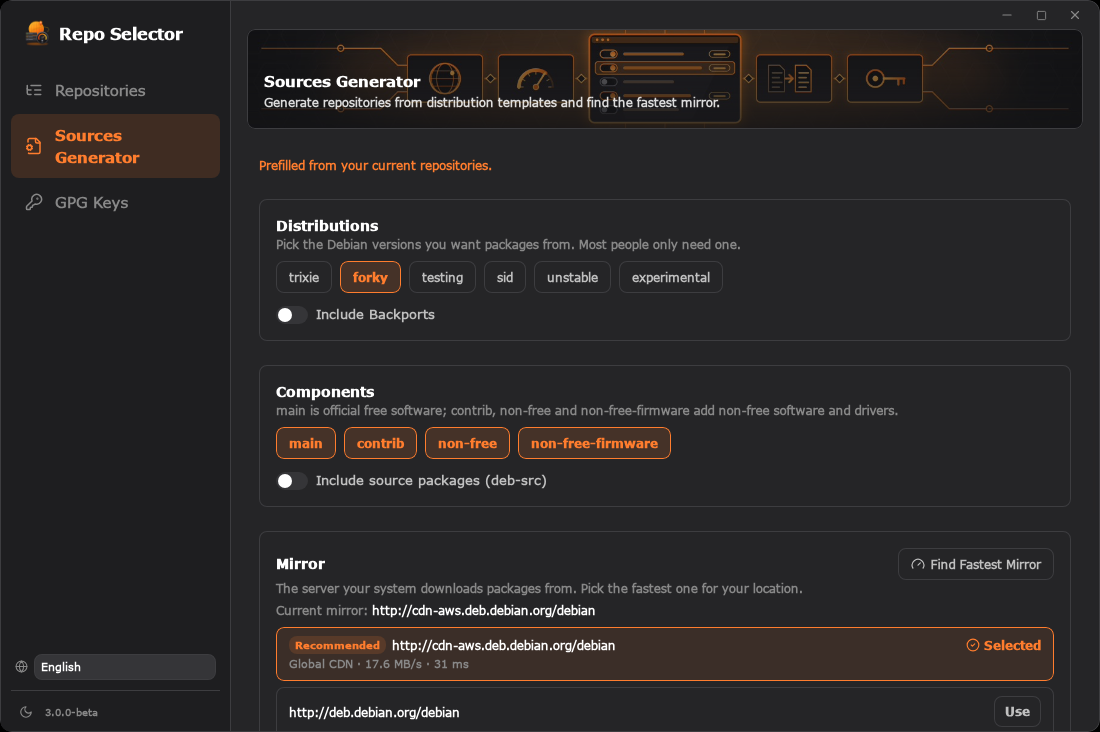 Repo Selector
Repositories
Sources
Generator
GPG Keys
English
3.0.0-beta
Sources Generator
Generate repositories from distribution templates and find the fastest mirror.
Prefilled from your current repositories.
Distributions
Pick the Debian versions you want packages from. Most people only need one.
trixie forky testing sid unstable experimental
Include Backports
Components
main is official free software; contrib, non-free and non-free-firmware add non-free software and drivers.
main contrib non-free non-free-firmware
Include source packages (deb-src)
Mirror
Find Fastest Mirror
The server your system downloads packages from. Pick the fastest one for your location.
Current mirror: http://cdn-aws.deb.debian.org/debian
Recommended http://cdn-aws.deb.debian.org/debian Selected
Global CDN · 17.6 MB/s · 31 ms
http://deb.debian.org/debian Use